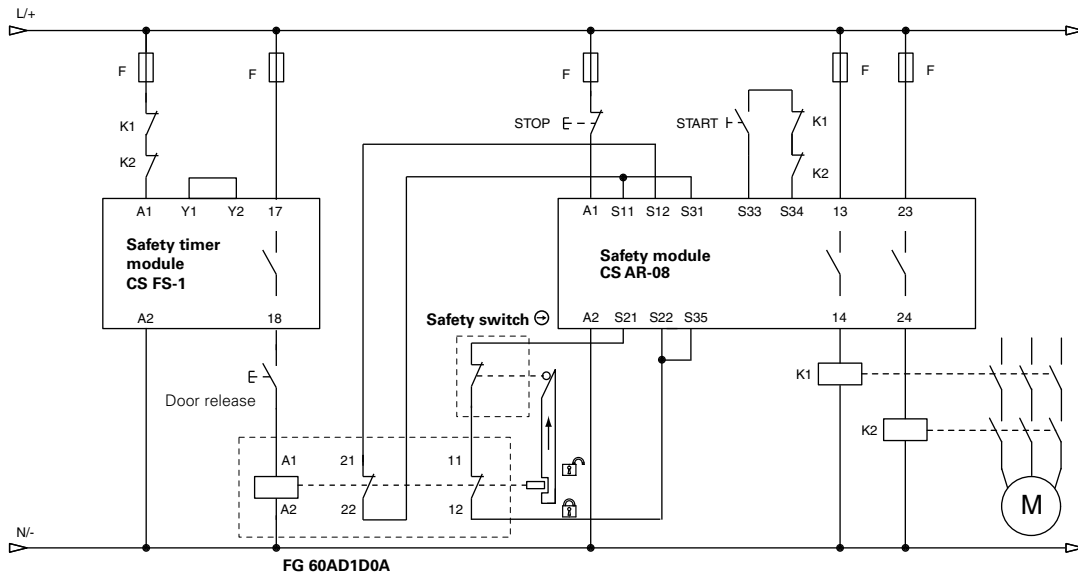 L/+
F
F
F
F
F
K1
K2
STOP
START
K1
K2
A1 Y1 Y2 17
Safety timer
module
CS FS-1
A2 18
A1 S11 S12 S31 S33 S34 13 23
Safety module
CS AR-08
A2 S21 S22 S35 14 24
Safety switch
Door release
K1
K2
A1
A2
21
22
11
12
M
N/-
FG 60AD1D0A